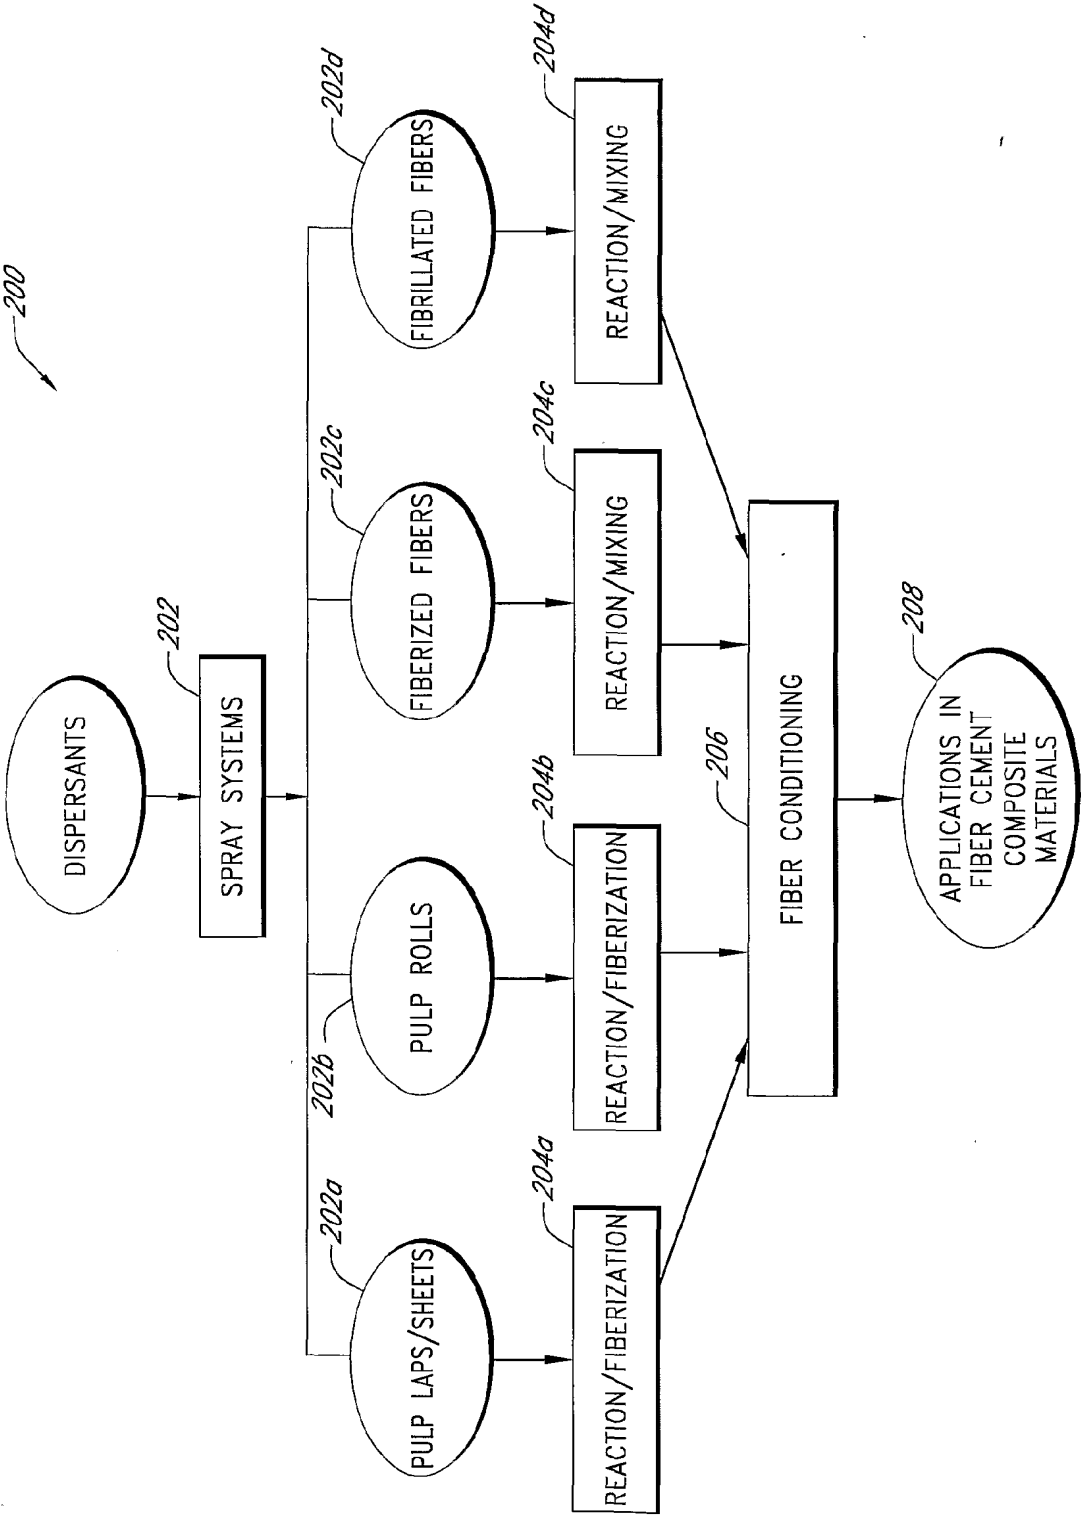 200
DISPERSANTS
202
SPRAY SYSTEMS
202a
PULP LAPS/SHEETS
202b
PULP ROLLS
202c
FIBERIZED FIBERS
202d
FIBRILLATED FIBERS
204a
REACTION/FIBERIZATION
204b
REACTION/FIBERIZATION
204c
REACTION/MIXING
204d
REACTION/MIXING
206
FIBER CONDITIONING
208
APPLICATIONS IN
FIBER CEMENT
COMPOSITE
MATERIALS